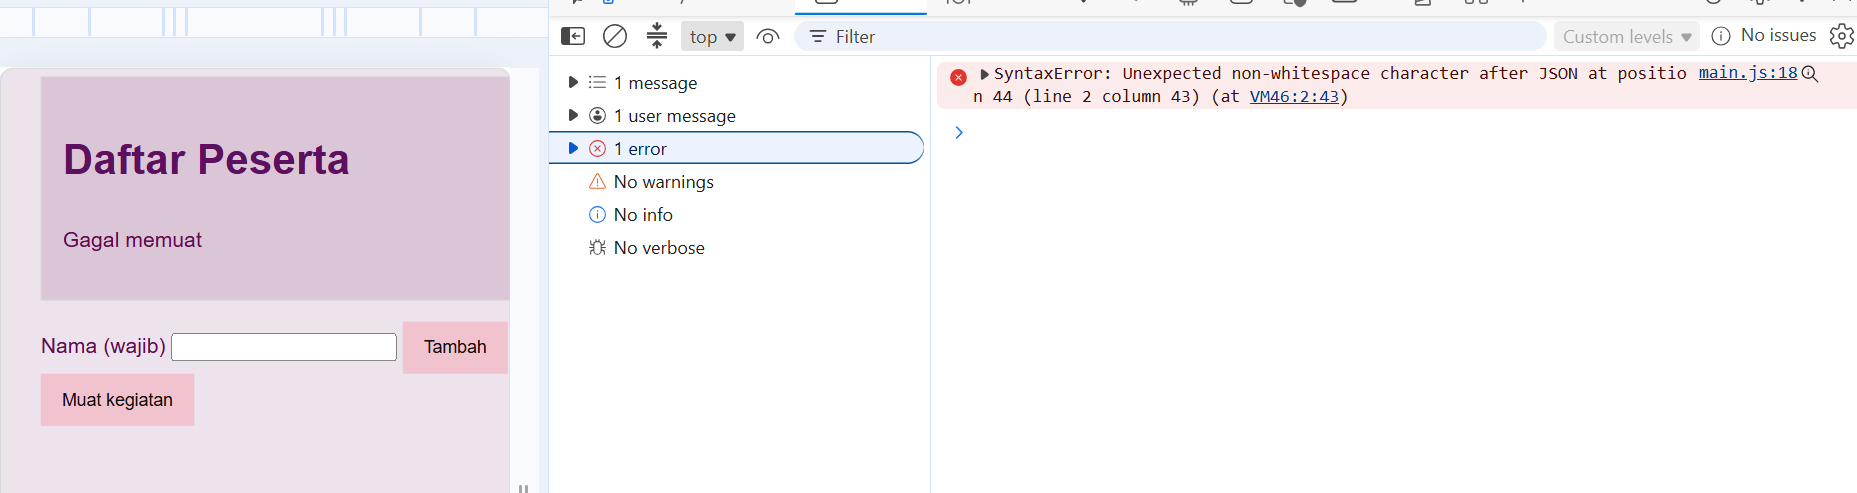 top
Filter
Custom levels
No issues
Daftar Peserta
Gagal memuat
Nama (wajib)
Tambah
Muat kegiatan
1 message
1 user message
1 error
No warnings
No info
No verbose
SyntaxError: Unexpected non-whitespace character after JSON at positio main.js:18
n 44 (line 2 column 43) (at VM46:2:43)